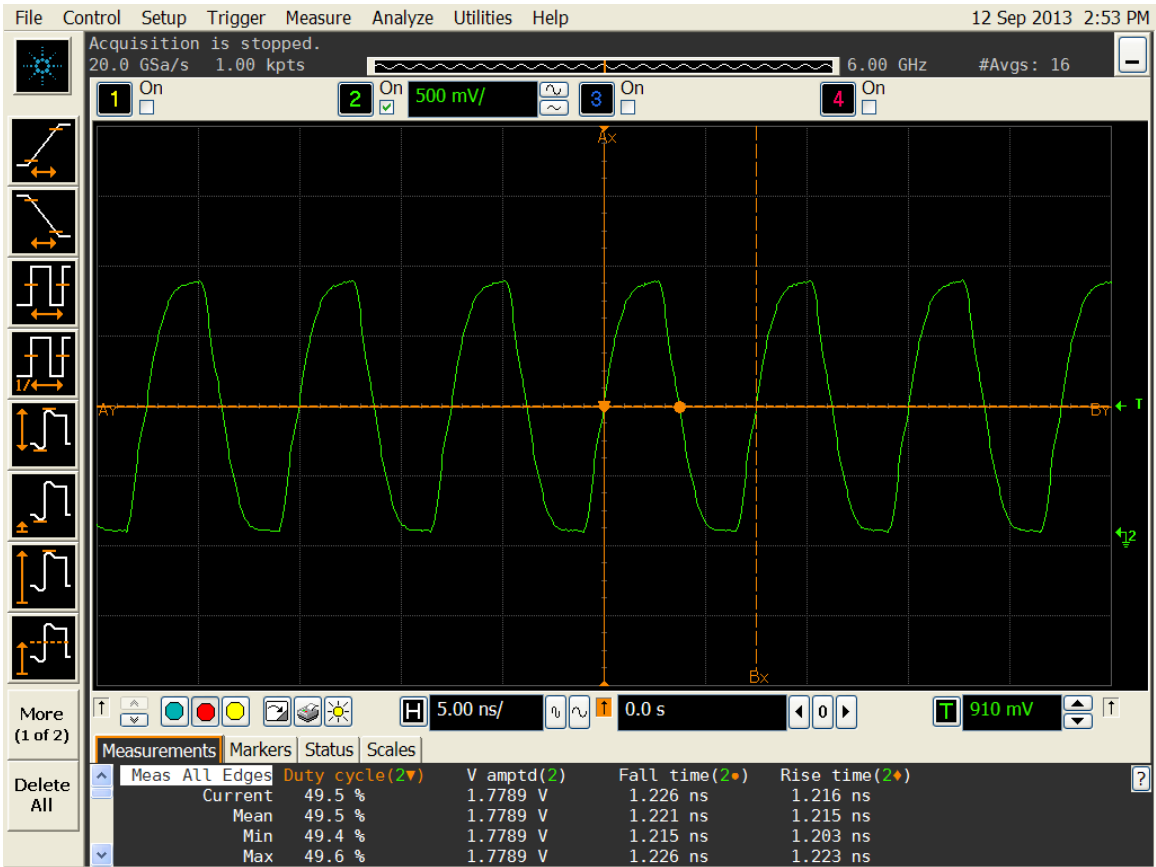 File Control Setup Trigger Measure Analyze Utilities Help 12 Sep 2013 2:53 PM
Acquisition is stopped.
20.0 GSa/s 1.00 kpts 6.00 GHz #Avgs: 16
1 On 2 On 500 mV/ 3 On 4 On
Ax
AY BY T
2
Bx
1/
More
(1 of 2)
Delete
All
H 5.00 ns/ 0.0 s 0 T 910 mV
Measurements Markers Status Scales
Meas All Edges Duty cycle(2▼) V amptd(2) Fall time(2●) Rise time(2♦) ?
Current 49.5 % 1.7789 V 1.226 ns 1.216 ns
Mean 49.5 % 1.7789 V 1.221 ns 1.215 ns
Min 49.4 % 1.7789 V 1.215 ns 1.203 ns
Max 49.6 % 1.7789 V 1.226 ns 1.223 ns